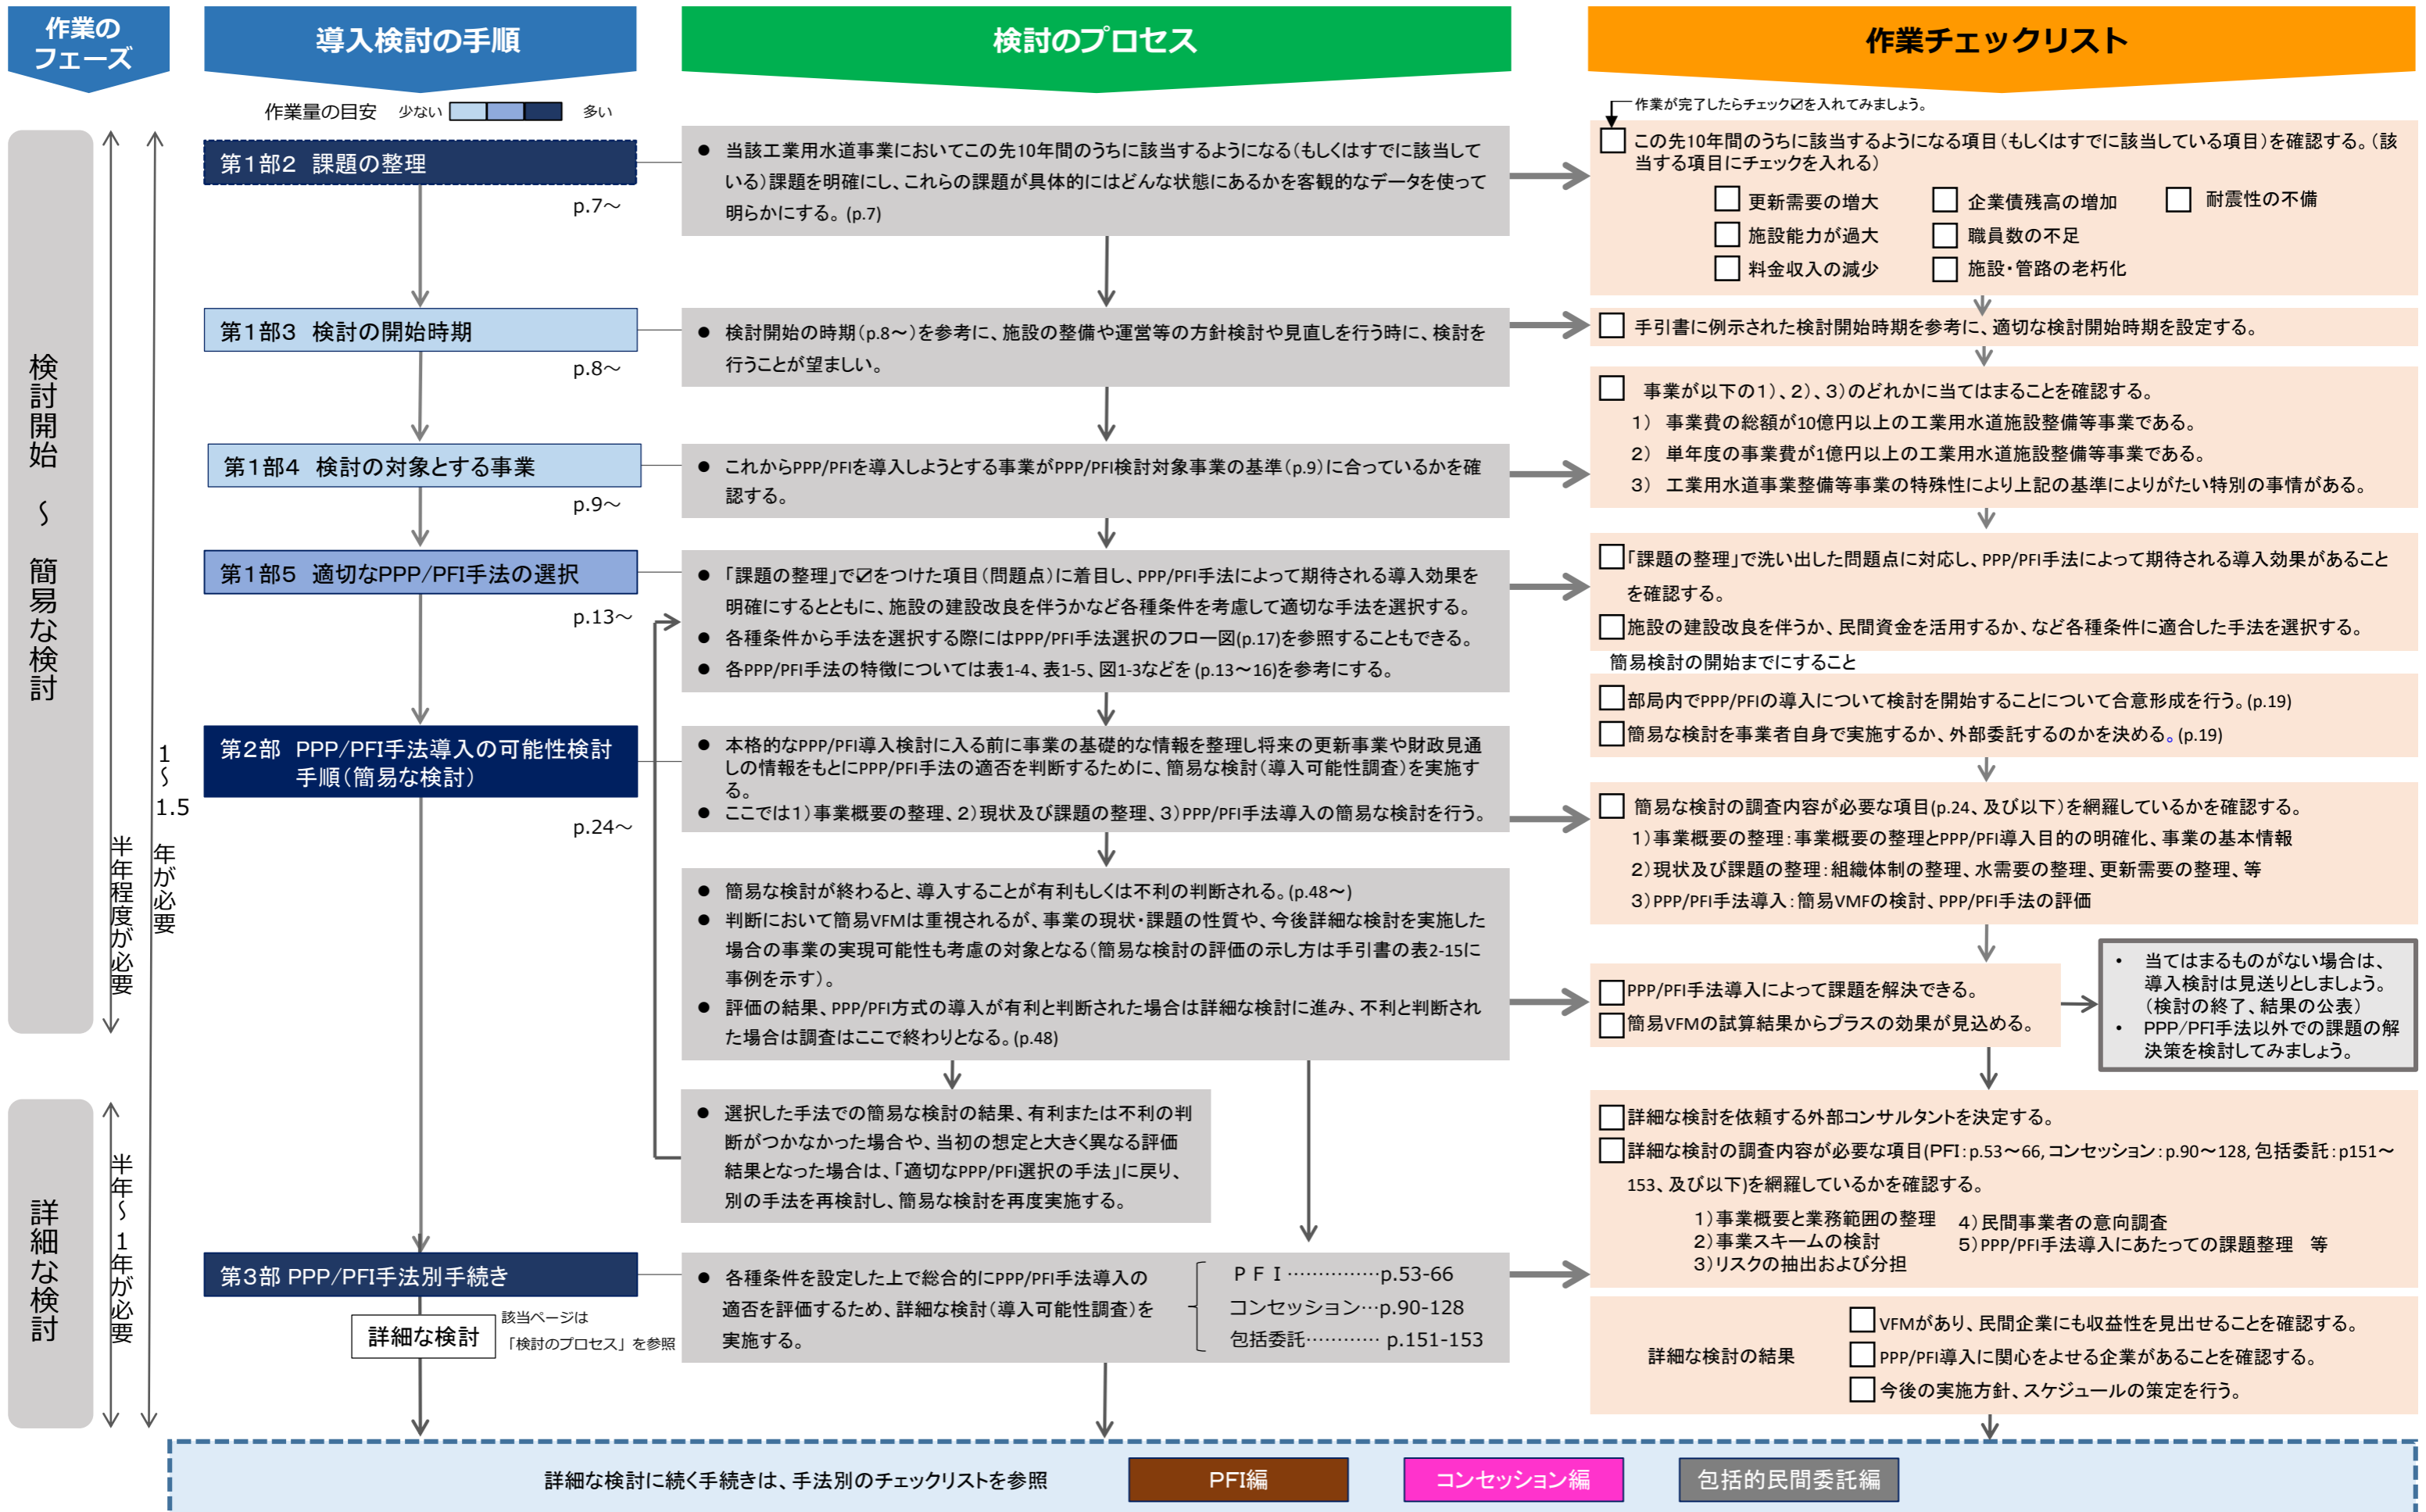 作業の
フェーズ
導入検討の手順
検討のプロセス
作業チェックリスト
作業量の目安 少ない 多い
検討開始 ～ 簡易な検討
半年程度が必要
1～1.5年が必要
第1部2 課題の整理
p.7～
● 当該工業用水道事業においてこの先10年間のうちに該当するようになる(もしくはすでに該当して
いる)課題を明確にし、これらの課題が具体的にはどんな状態にあるかを客観的なデータを使って
明らかにする。(p.7)
作業が完了したらチェック☑を入れてみましょう。
□ この先10年間のうちに該当するようになる項目(もしくはすでに該当している項目)を確認する。(該
当する項目にチェックを入れる)
□ 更新需要の増大 □ 企業債残高の増加 □ 耐震性の不備
□ 施設能力が過大 □ 職員数の不足
□ 料金収入の減少 □ 施設・管路の老朽化
第1部3 検討の開始時期
p.8～
● 検討開始の時期(p.8～)を参考に、施設の整備や運営等の方針検討や見直しを行う時に、検討を
行うことが望ましい。
□ 手引書に例示された検討開始時期を参考に、適切な検討開始時期を設定する。
第1部4 検討の対象とする事業
p.9～
● これからPPP/PFIを導入しようとする事業がPPP/PFI検討対象事業の基準(p.9)に合っているかを確
認する。
□ 事業が以下の1)、2)、3)のどれかに当てはまることを確認する。
1) 事業費の総額が10億円以上の工業用水道施設整備等事業である。
2) 単年度の事業費が1億円以上の工業用水道施設整備等事業である。
3) 工業用水道事業整備等事業の特殊性により上記の基準によりがたい特別の事情がある。
第1部5 適切なPPP/PFI手法の選択
p.13～
● 「課題の整理」で☑をつけた項目(問題点)に着目し、PPP/PFI手法によって期待される導入効果を
明確にするとともに、施設の建設改良を伴うかなど各種条件を考慮して適切な手法を選択する。
● 各種条件から手法を選択する際にはPPP/PFI手法選択のフロー図(p.17)を参照することもできる。
● 各PPP/PFI手法の特徴については表1-4、表1-5、図1-3などを(p.13～16)を参考にする。
□「課題の整理」で洗い出した問題点に対応し、PPP/PFI手法によって期待される導入効果があること
を確認する。
□施設の建設改良を伴うか、民間資金を活用するか、など各種条件に適合した手法を選択する。
簡易検討の開始までにすること
□部局内でPPP/PFIの導入について検討を開始することについて合意形成を行う。(p.19)
□簡易な検討を事業者自身で実施するか、外部委託するのかを決める。(p.19)
第2部 PPP/PFI手法導入の可能性検討
手順(簡易な検討)
p.24～
● 本格的なPPP/PFI導入検討に入る前に事業の基礎的な情報を整理し将来の更新事業や財政見通
しの情報をもとにPPP/PFI手法の適否を判断するために、簡易な検討(導入可能性調査)を実施す
る。
● ここでは1)事業概要の整理、2)現状及び課題の整理、3)PPP/PFI手法導入の簡易な検討を行う。
□ 簡易な検討の調査内容が必要な項目(p.24、及び以下)を網羅しているかを確認する。
1)事業概要の整理:事業概要の整理とPPP/PFI導入目的の明確化、事業の基本情報
2)現状及び課題の整理:組織体制の整理、水需要の整理、更新需要の整理、等
3)PPP/PFI手法導入:簡易VMFの検討、PPP/PFI手法の評価
● 簡易な検討が終わると、導入することが有利もしくは不利の判断される。(p.48～)
● 判断において簡易VFMは重視されるが、事業の現状・課題の性質や、今後詳細な検討を実施した
場合の事業の実現可能性も考慮の対象となる(簡易な検討の評価の示し方は手引書の表2-15に
事例を示す)。
● 評価の結果、PPP/PFI方式の導入が有利と判断された場合は詳細な検討に進み、不利と判断され
た場合は調査はここで終わりとなる。(p.48)
□PPP/PFI手法導入によって課題を解決できる。
□簡易VFMの試算結果からプラスの効果が見込める。
• 当てはまるものがない場合は、
導入検討は見送りとしましょう。
(検討の終了、結果の公表)
• PPP/PFI手法以外での課題の解
決策を検討してみましょう。
詳細な検討
半年～1年が必要
● 選択した手法での簡易な検討の結果、有利または不利の判
断がつかなかった場合や、当初の想定と大きく異なる評価
結果となった場合は、「適切なPPP/PFI選択の手法」に戻り、
別の手法を再検討し、簡易な検討を再度実施する。
□詳細な検討を依頼する外部コンサルタントを決定する。
□詳細な検討の調査内容が必要な項目(PFI:p.53～66,コンセッション:p.90～128,包括委託:p151～
153、及び以下)を網羅しているかを確認する。
1)事業概要と業務範囲の整理 4)民間事業者の意向調査
2)事業スキームの検討 5)PPP/PFI手法導入にあたっての課題整理 等
3)リスクの抽出および分担
第3部 PPP/PFI手法別手続き
詳細な検討
該当ページは
「検討のプロセス」を参照
● 各種条件を設定した上で総合的にPPP/PFI手法導入の
適否を評価するため、詳細な検討(導入可能性調査)を
実施する。
ＰＦＩ……………p.53-66
コンセッション…p.90-128
包括委託………… p.151-153
詳細な検討の結果
□VFMがあり、民間企業にも収益性を見出せることを確認する。
□PPP/PFI導入に関心をよせる企業があることを確認する。
□今後の実施方針、スケジュールの策定を行う。
詳細な検討に続く手続きは、手法別のチェックリストを参照 PFI編 コンセッション編 包括的民間委託編